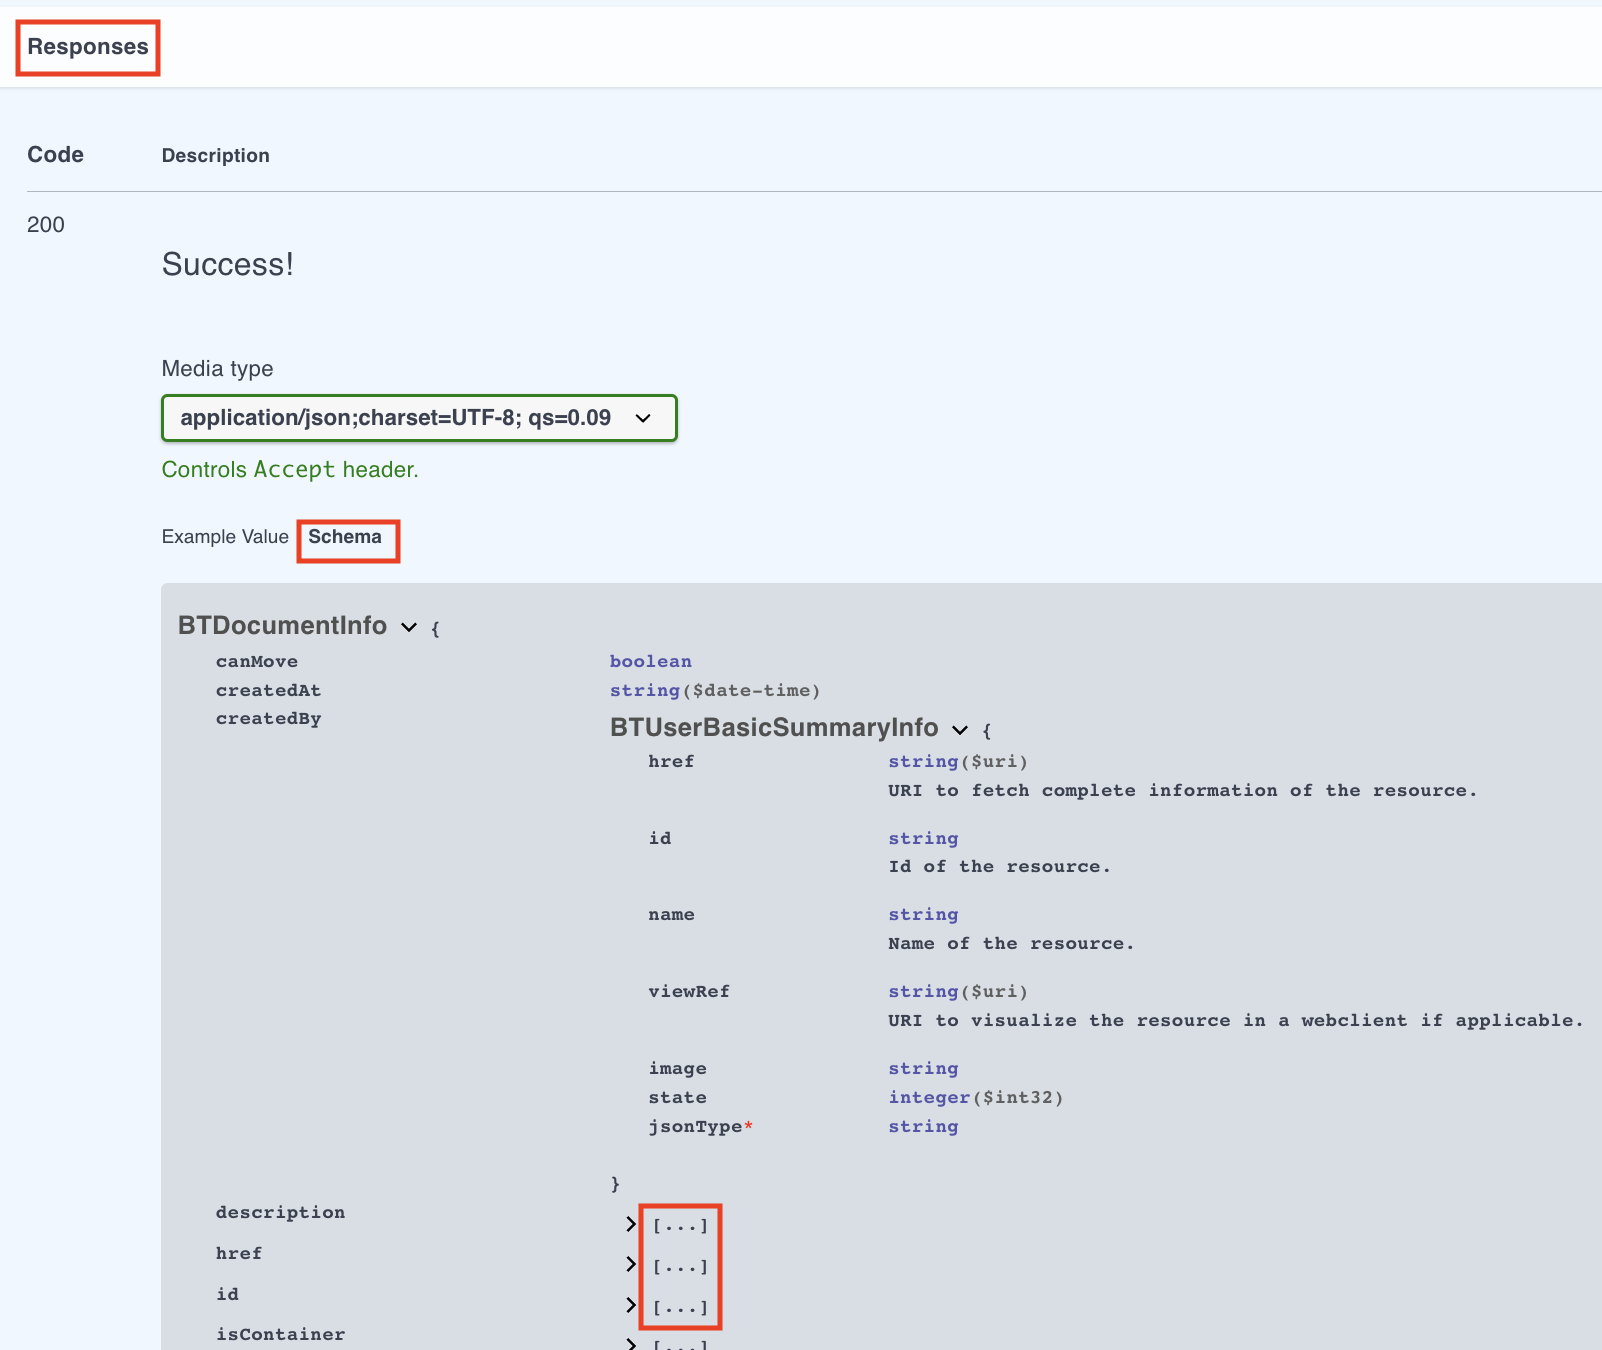 Responses
Code Description
200
Success!
Media type
application/json;charset=UTF-8; qs=0.09
Controls Accept header.
Example Value Schema
BTDocumentInfo {
canMove boolean
createdAt string($date-time)
createdBy
BTUserBasicSummaryInfo {
href string($uri)
URI to fetch complete information of the resource.
id string
Id of the resource.
name string
Name of the resource.
viewRef string($uri)
URI to visualize the resource in a webclient if applicable.
image string
state integer($int32)
jsonType* string
}
description [...]
href [...]
id [...]
isContainer [...]